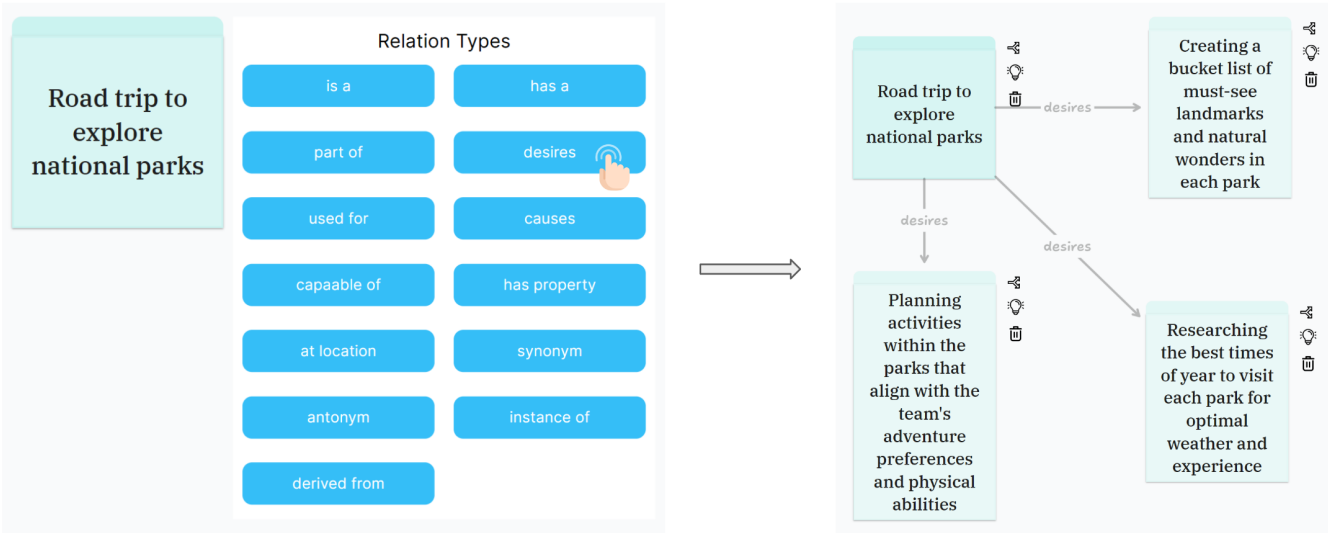 Road trip to
explore
national parks
Relation Types
is a
has a
part of
desires
used for
causes
capaable of
has property
at location
synonym
antonym
instance of
derived from
Road trip to
explore
national parks
desires
Creating a
bucket list of
must-see
landmarks
and natural
wonders in
each park
desires
desires
Planning
activities
within the
parks that
align with the
team's
adventure
preferences
and physical
abilities
Researching
the best times
of year to visit
each park for
optimal
weather and
experience